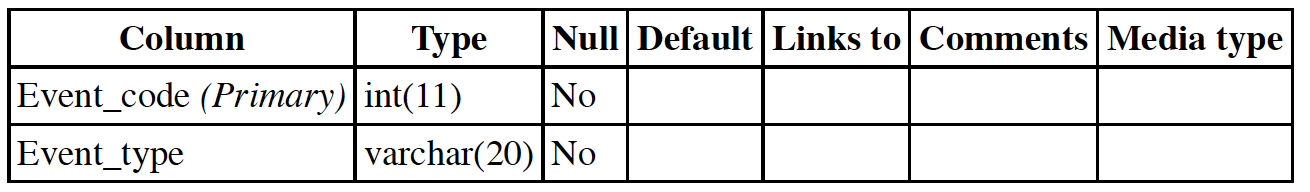 Column Type Null Default Links to Comments Media type
Event_code (Primary) int(11) No
Event_type varchar(20) No